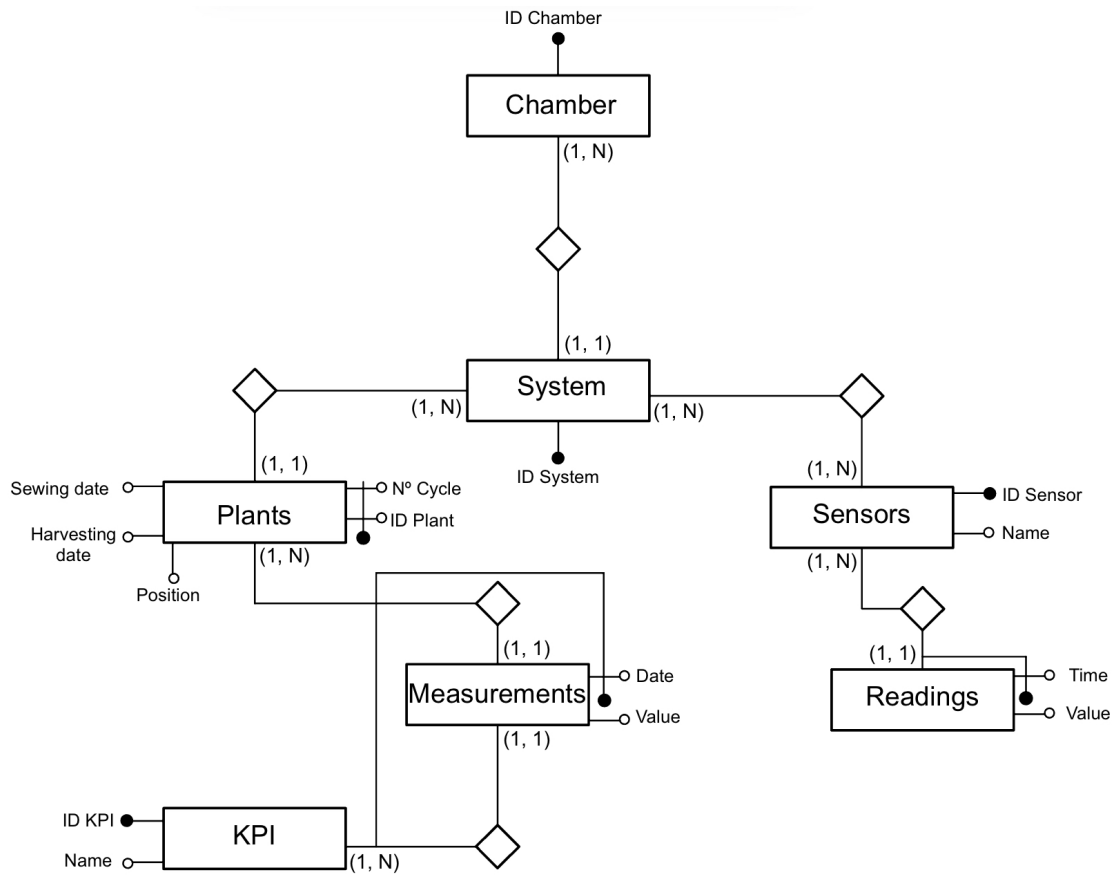 ID Chamber
Chamber
(1, N)
(1, 1)
System
(1, N)
(1, N)
ID System
(1, 1)
Sewing date
Nº Cycle
Plants
ID Plant
Harvesting
date
(1, N)
Position
(1, N)
ID Sensor
Sensors
Name
(1, N)
(1, 1)
Date
Measurements
Value
(1, 1)
(1, 1)
Time
Readings
Value
ID KPI
KPI
Name
(1, N)